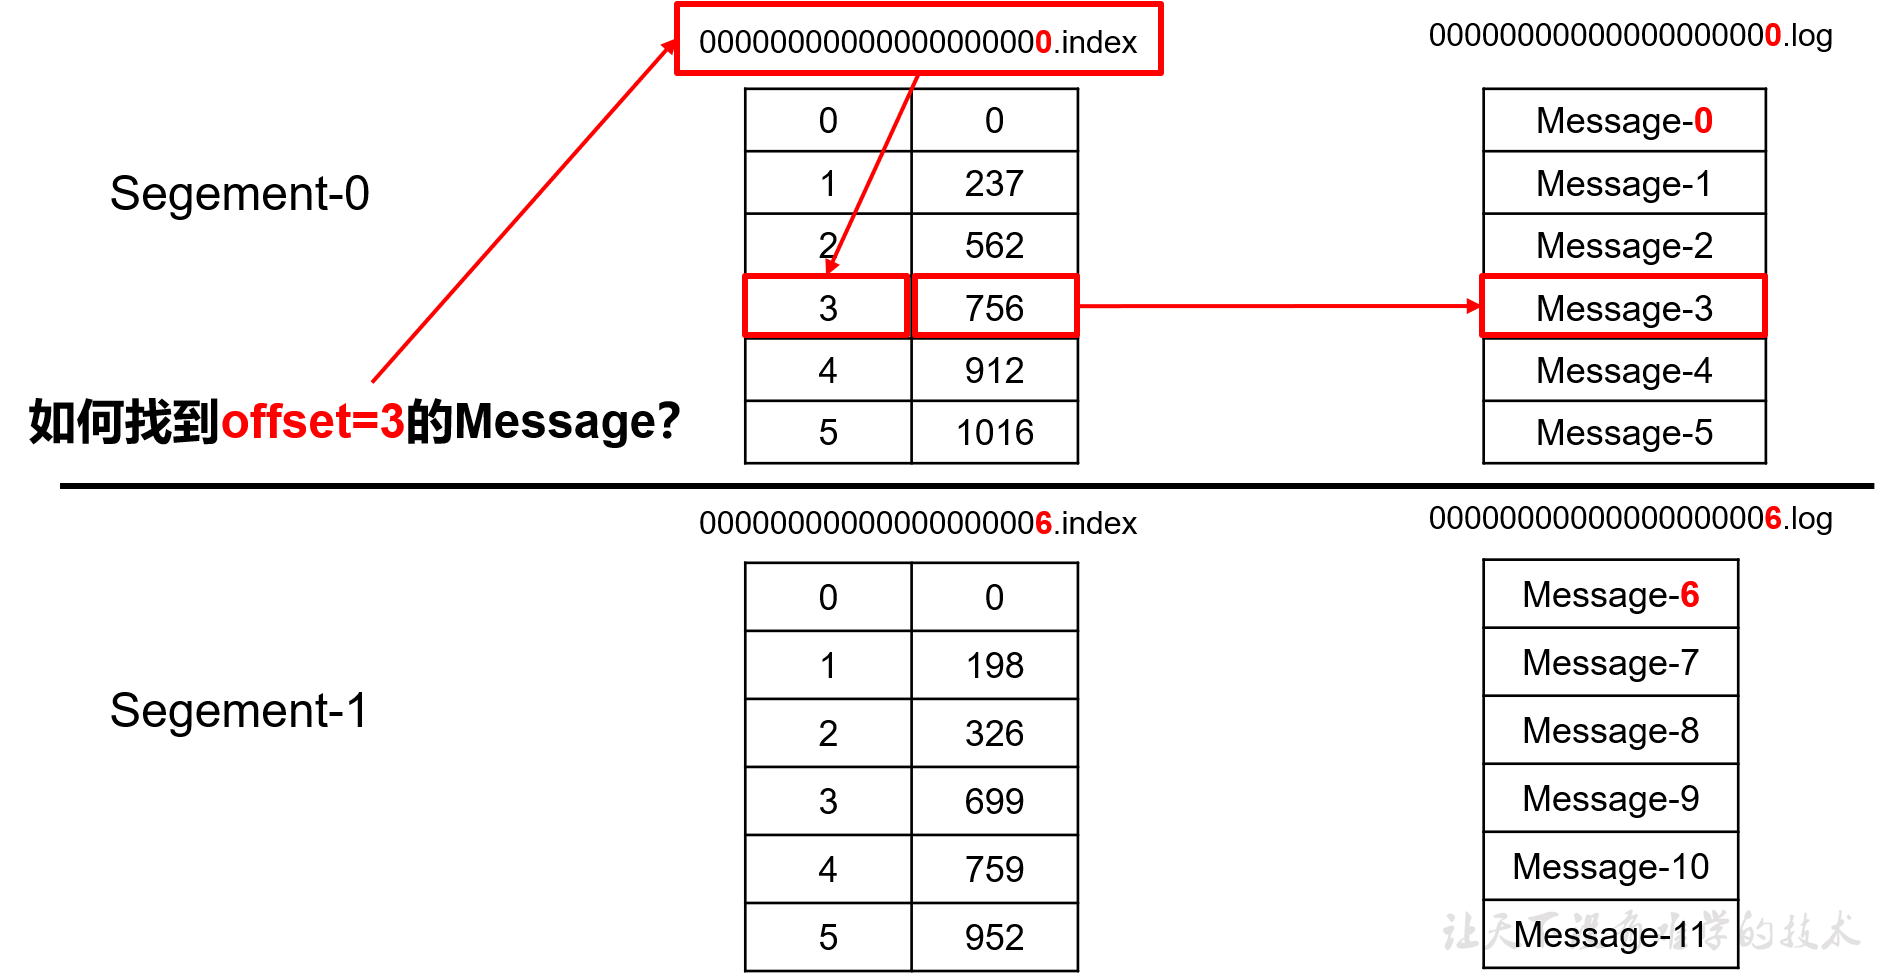 00000000000000000000.index
00000000000000000000.log
Segement-0
0 0
1 237
2 562
3 756
4 912
5 1016
Message-0
Message-1
Message-2
Message-3
Message-4
Message-5
如何找到offset=3的Message?
00000000000000000006.index
00000000000000000006.log
Segement-1
0 0
1 198
2 326
3 699
4 759
5 952
Message-6
Message-7
Message-8
Message-9
Message-10
Message-11
让天下没有难学的技术